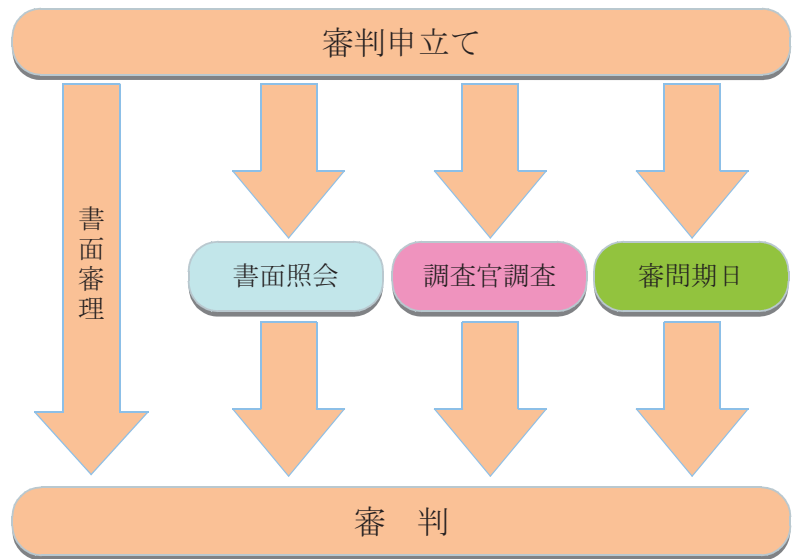 審判申立て
書面審理
書面照会
調査官調査
審問期日
審　判